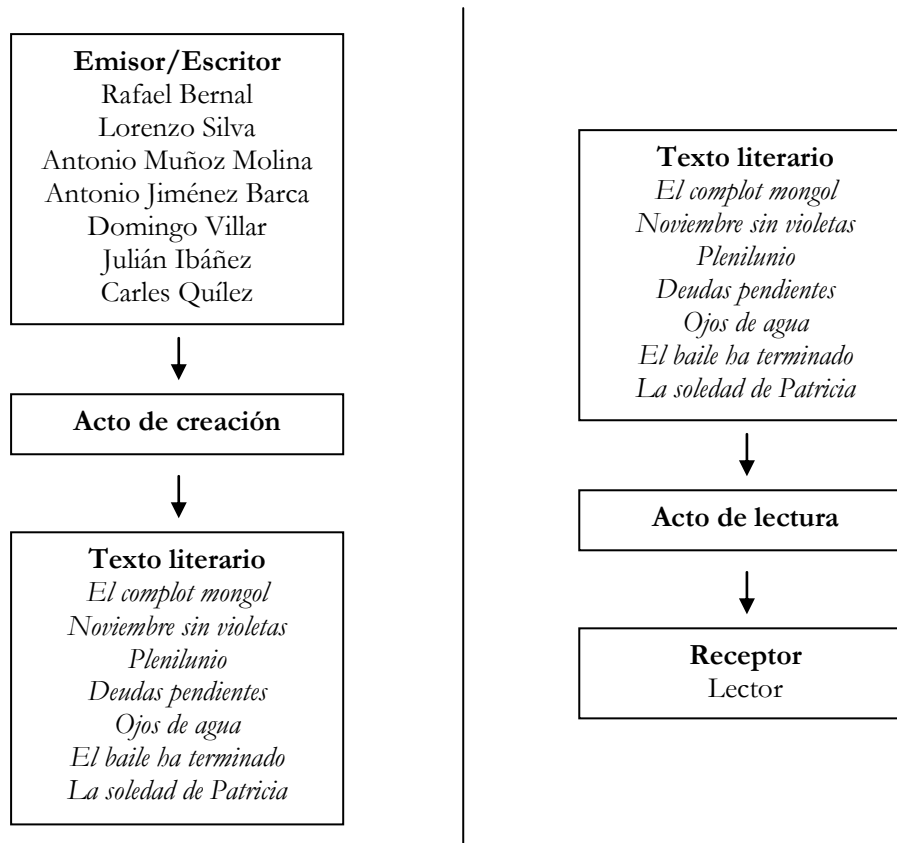 Emisor/Escritor
Rafael Bernal
Lorenzo Silva
Antonio Muñoz Molina
Antonio Jiménez Barca
Domingo Villar
Julián Ibáñez
Carles Quílez
Acto de creación
Texto literario
El complot mongol
Noviembre sin violetas
Plenilunio
Deudas pendientes
Ojos de agua
El baile ha terminado
La soledad de Patricia
Texto literario
El complot mongol
Noviembre sin violetas
Plenilunio
Deudas pendientes
Ojos de agua
El baile ha terminado
La soledad de Patricia
Acto de lectura
Receptor
Lector